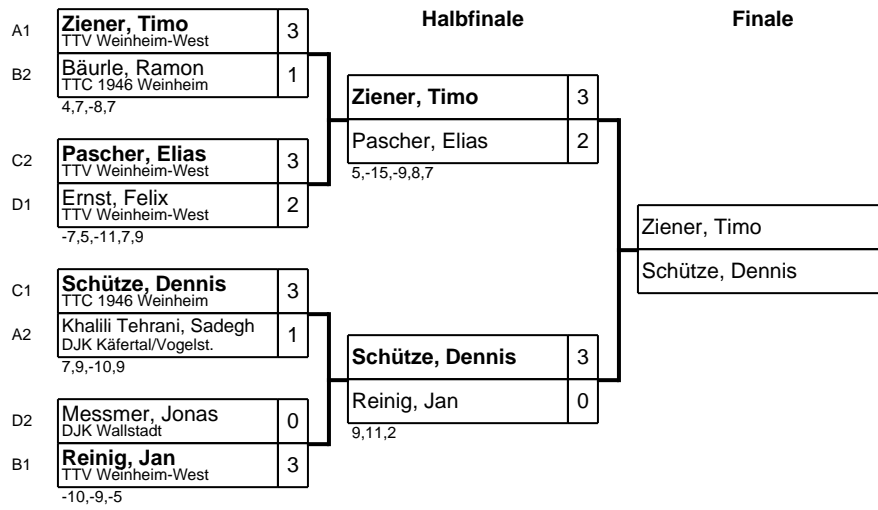 Halbfinale
Finale
A1
Ziener, Timo
TTV Weinheim-West
3
B2
Bäurle, Ramon
TTC 1946 Weinheim
1
4,7,-8,7
C2
Pascher, Elias
TTV Weinheim-West
3
D1
Ernst, Felix
TTV Weinheim-West
2
-7,5,-11,7,9
C1
Schütze, Dennis
TTC 1946 Weinheim
3
A2
Khalili Tehrani, Sadegh
DJK Käfertal/Vogelst.
1
7,9,-10,9
D2
Messmer, Jonas
DJK Wallstadt
0
B1
Reinig, Jan
TTV Weinheim-West
3
-10,-9,-5
Ziener, Timo
3
Pascher, Elias
2
5,-15,-9,8,7
Schütze, Dennis
3
Reinig, Jan
0
9,11,2
Ziener, Timo
Schütze, Dennis